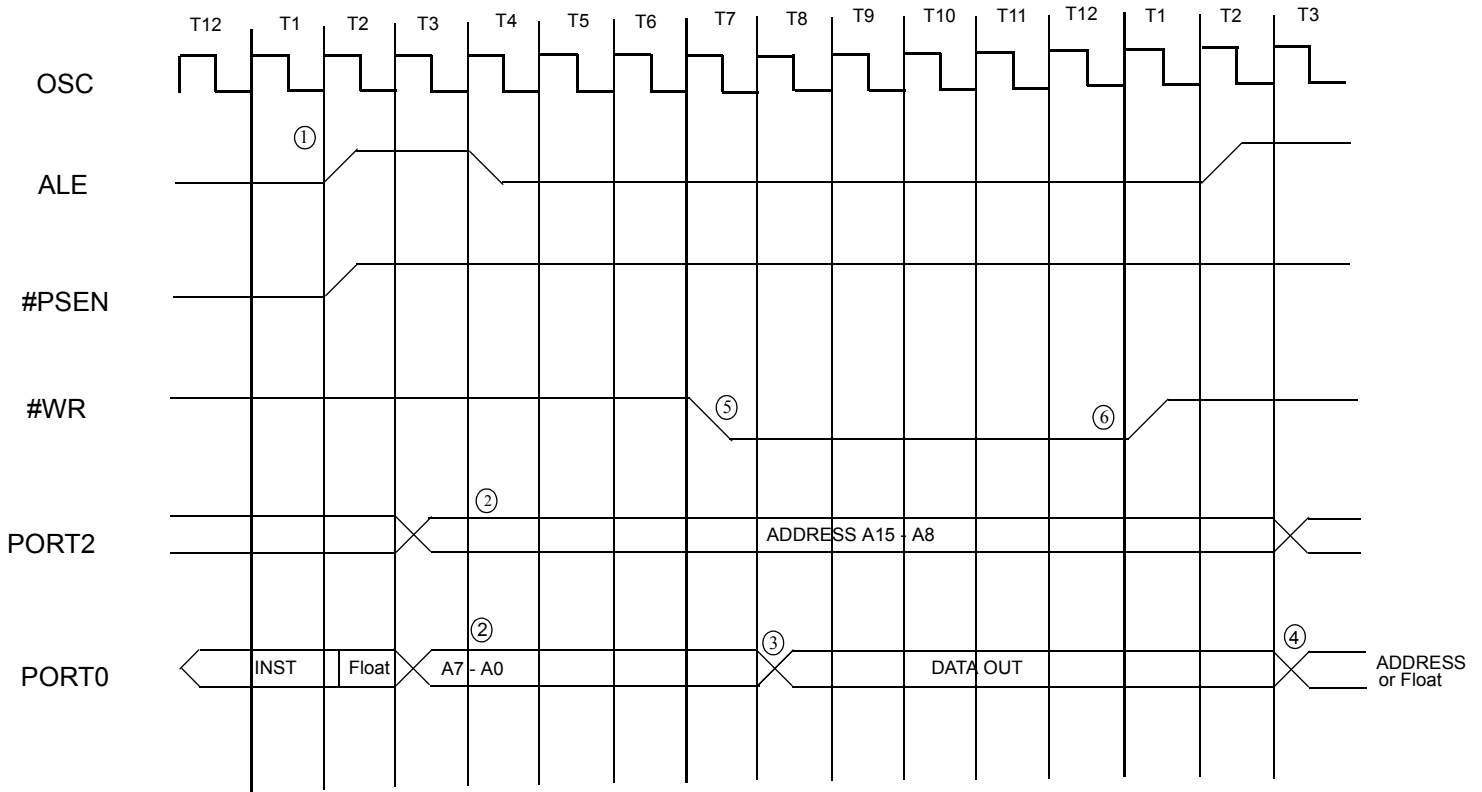 T12 T1 T2 T3 T4 T5 T6 T7 T8 T9 T10 T11 T12 T1 T2 T3
OSC
①
ALE
#PSEN
#WR
⑤
⑥
②
PORT2
ADDRESS A15 - A8
②
③
④
PORT0
INST
Float
A7 - A0
DATA OUT
ADDRESS
or Float